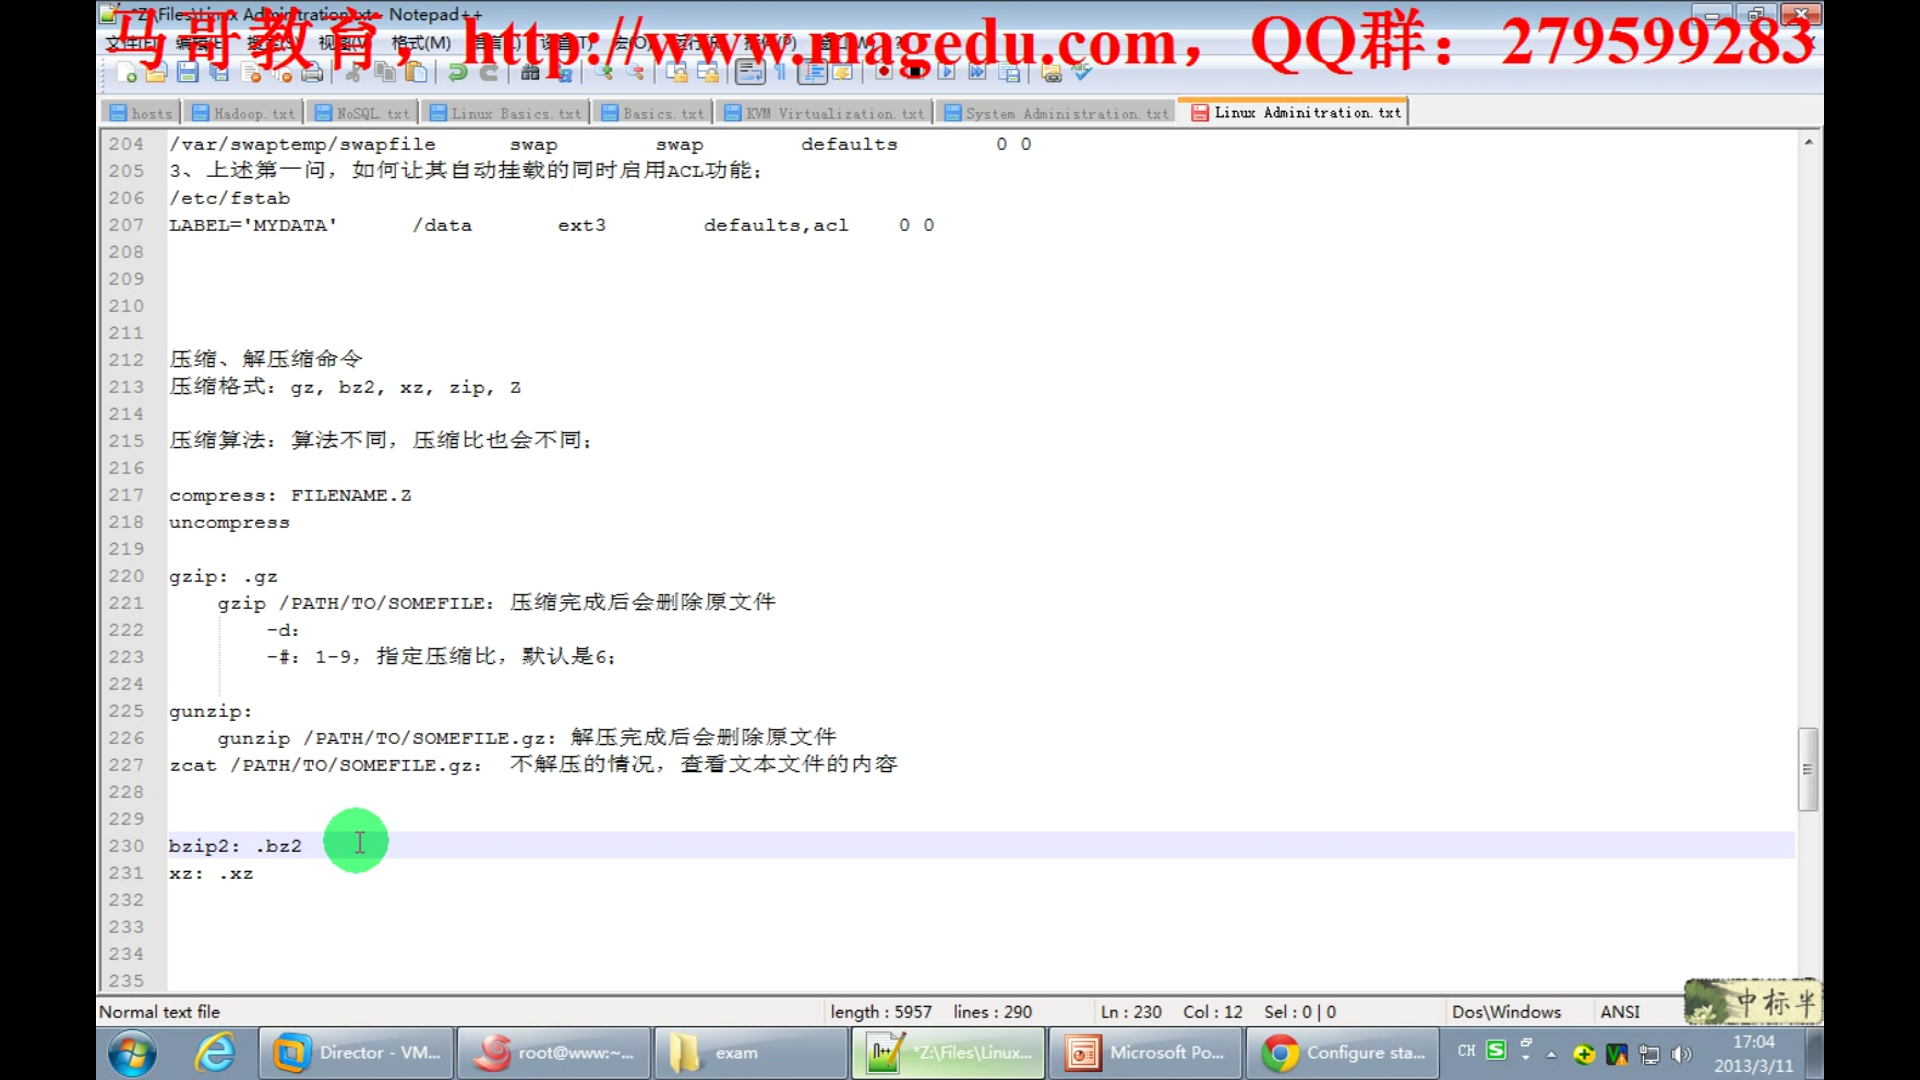 *Z:\Files\Linux Adminitration.txt - Notepad++
马哥教育，http://www.magedu.com，QQ群：279599283
hosts Hadoop.txt NoSQL.txt Linux Basics.txt Basics.txt KVM Virtualization.txt System Administration.txt Linux Adminitration.txt
204 /var/swaptemp/swapfile swap swap defaults 0 0
205 3、上述第一问，如何让其自动挂载的同时启用ACL功能；
206 /etc/fstab
207 LABEL='MYDATA' /data ext3 defaults,acl 0 0
208
209
210
211
212 压缩、解压缩命令
213 压缩格式：gz, bz2, xz, zip, Z
214
215 压缩算法：算法不同，压缩比也会不同；
216
217 compress: FILENAME.Z
218 uncompress
219
220 gzip: .gz
221 gzip /PATH/TO/SOMEFILE：压缩完成后会删除原文件
222 -d:
223 -#：1-9，指定压缩比，默认是6；
224
225 gunzip:
226 gunzip /PATH/TO/SOMEFILE.gz：解压完成后会删除原文件
227 zcat /PATH/TO/SOMEFILE.gz： 不解压的情况，查看文本文件的内容
228
229
230 bzip2: .bz2
231 xz: .xz
232
233
234
235
Normal text file length : 5957 lines : 290 Ln : 230 Col : 12 Sel : 0 | 0 Dos\Windows ANSI
中标半
Director - VM... root@www:~... exam *Z:\Files\Linux... Microsoft Po... Configure sta... CH 17:04
2013/3/11